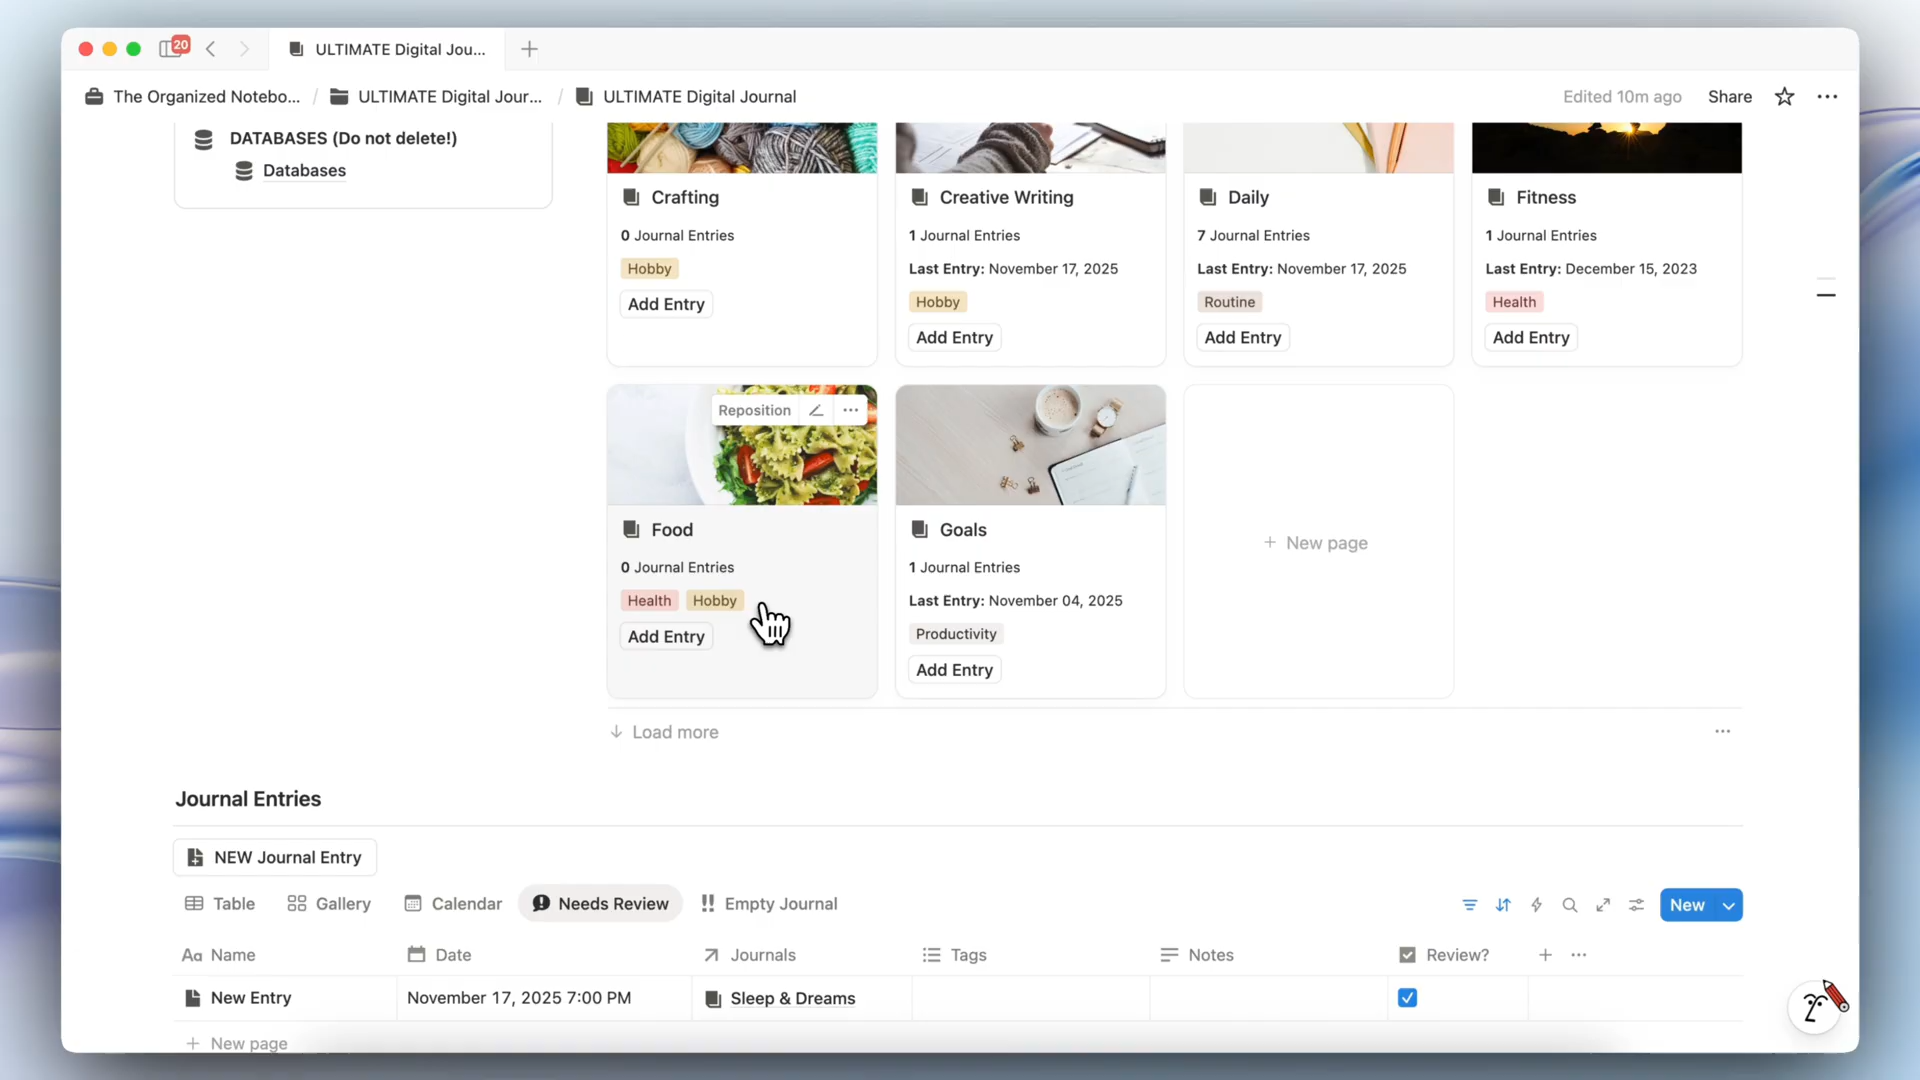 20
ULTIMATE Digital Jou...
The Organized Notebo... / ULTIMATE Digital Jour... / ULTIMATE Digital Journal
Edited 10m ago
Share
DATABASES (Do not delete!)
Databases
Crafting
0 Journal Entries
Hobby
Add Entry
Creative Writing
1 Journal Entries
Last Entry: November 17, 2025
Hobby
Add Entry
Daily
7 Journal Entries
Last Entry: November 17, 2025
Routine
Add Entry
Fitness
1 Journal Entries
Last Entry: December 15, 2023
Health
Add Entry
Reposition
Food
0 Journal Entries
Health Hobby
Add Entry
Goals
1 Journal Entries
Last Entry: November 04, 2025
Productivity
Add Entry
+ New page
Load more
Journal Entries
NEW Journal Entry
Table Gallery Calendar Needs Review Empty Journal
New
Aa Name Date Journals Tags Notes Review?
New Entry November 17, 2025 7:00 PM Sleep & Dreams
+ New page